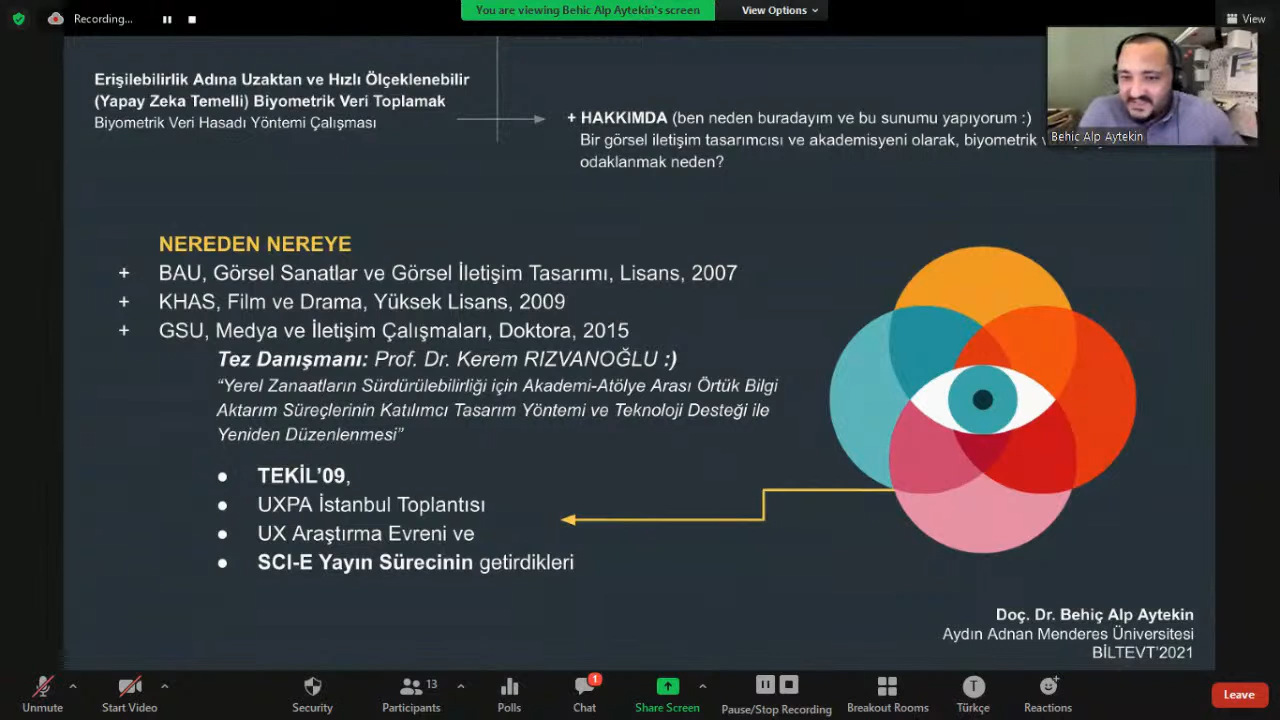 Recording...
You are viewing Behic Alp Aytekin's screen
View Options
View
Erişilebilirlik Adına Uzaktan ve Hızlı Ölçeklenebilir
(Yapay Zeka Temelli) Biyometrik Veri Toplamak
Biyometrik Veri Hasadı Yöntemi Çalışması
+ HAKKIMDA (ben neden buradayım ve bu sunumu yapıyorum :)
Bir görsel iletişim tasarımcısı ve akademisyeni olarak, biyometrik
odaklanmak neden?
Behic Alp Aytekin
NEREDEN NEREYE
+ BAU, Görsel Sanatlar ve Görsel İletişim Tasarımı, Lisans, 2007
+ KHAS, Film ve Drama, Yüksek Lisans, 2009
+ GSU, Medya ve İletişim Çalışmaları, Doktora, 2015
Tez Danışmanı: Prof. Dr. Kerem RIZVANOĞLU :)
“Yerel Zanaatların Sürdürülebilirliği için Akademi-Atölye Arası Örtük Bilgi
Aktarım Süreçlerinin Katılımcı Tasarım Yöntemi ve Teknoloji Desteği ile
Yeniden Düzenlenmesi”
● TEKİL’09,
● UXPA İstanbul Toplantısı
● UX Araştırma Evreni ve
● SCI-E Yayın Sürecinin getirdikleri
Doç. Dr. Behiç Alp Aytekin
Aydın Adnan Menderes Üniversitesi
BİLTEVT’2021
Unmute
Start Video
Security
Participants 13
Polls
Chat 1
Share Screen
Pause/Stop Recording
Breakout Rooms
Türkçe
Reactions
Leave